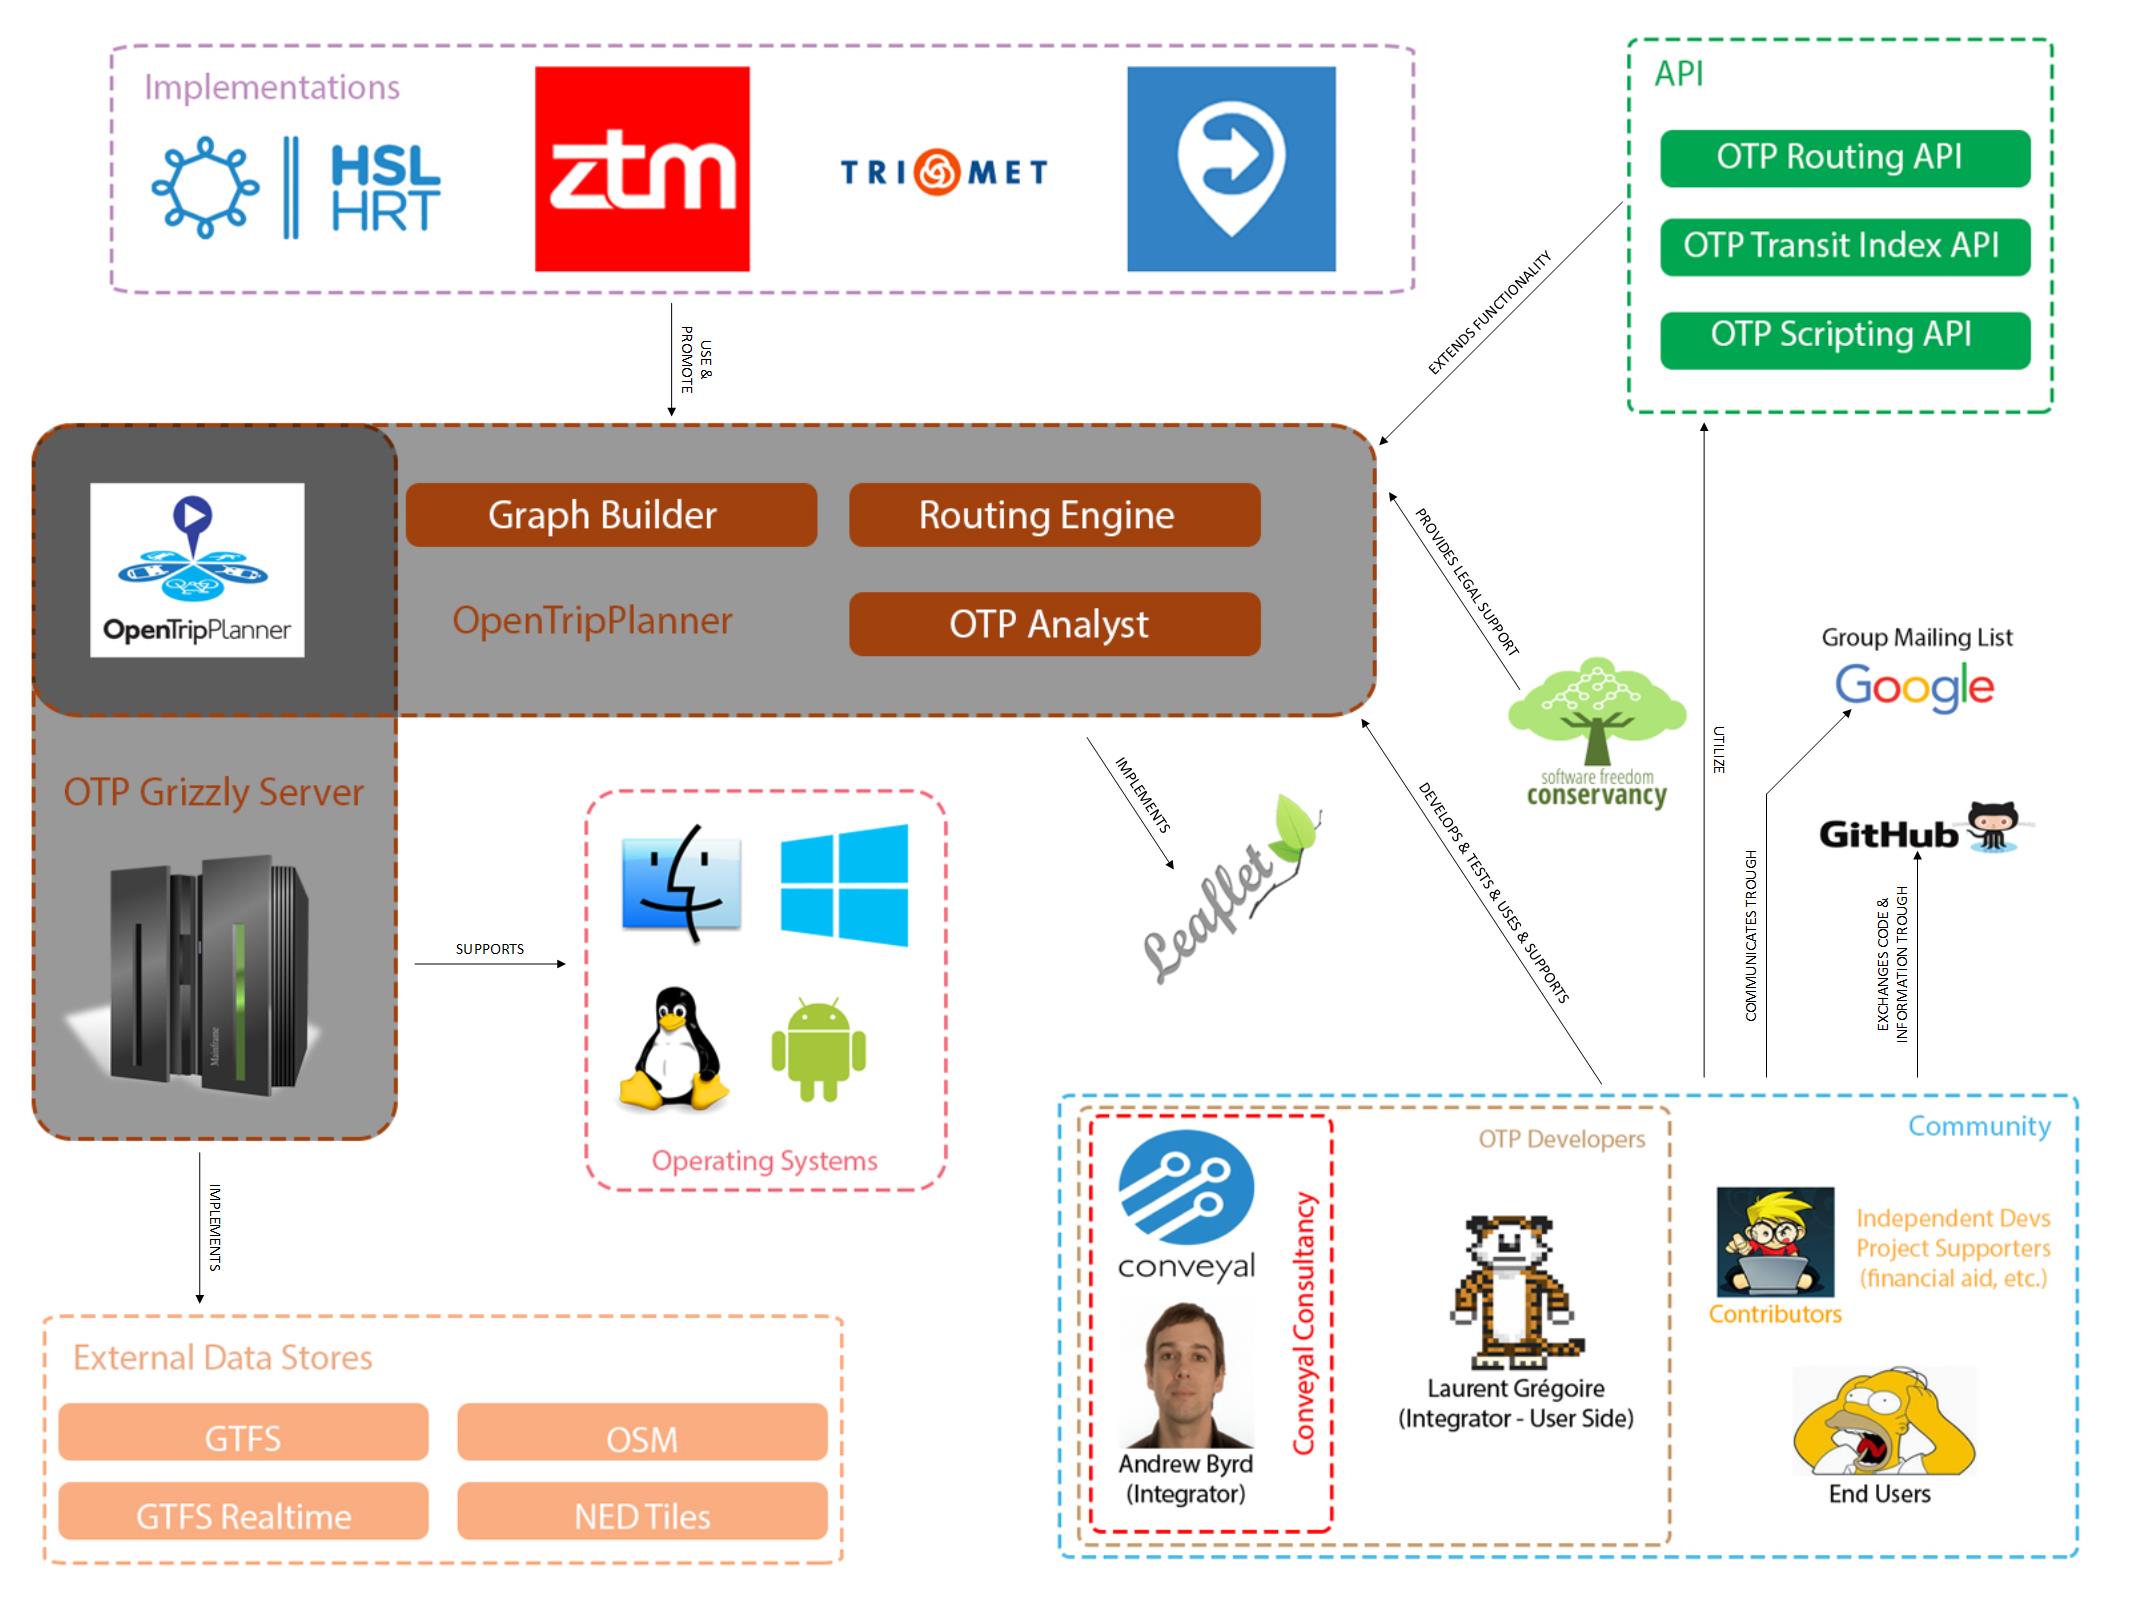 Implementations
HSL
HRT
ztm
TRI MET
API
OTP Routing API
OTP Transit Index API
OTP Scripting API
USE &
PROMOTE
EXTENDS FUNCTIONALITY
OpenTripPlanner
Graph Builder
Routing Engine
OpenTripPlanner
OTP Analyst
PROVIDES LEGAL SUPPORT
software freedom
conservancy
UTILIZE
Group Mailing List
Google
GitHub
OTP Grizzly Server
Mainframe
SUPPORTS
Operating Systems
IMPLEMENTS
Leaflet
DEVELOPS & TESTS & USES & SUPPORTS
COMMUNICATES TROUGH
EXCHANGES CODE &
INFORMATION TROUGH
IMPLEMENTS
External Data Stores
GTFS
OSM
GTFS Realtime
NED Tiles
conveyal
Andrew Byrd
(Integrator)
Conveyal Consultancy
OTP Developers
Laurent Grégoire
(Integrator - User Side)
Community
Independent Devs
Project Supporters
(financial aid, etc.)
Contributors
End Users